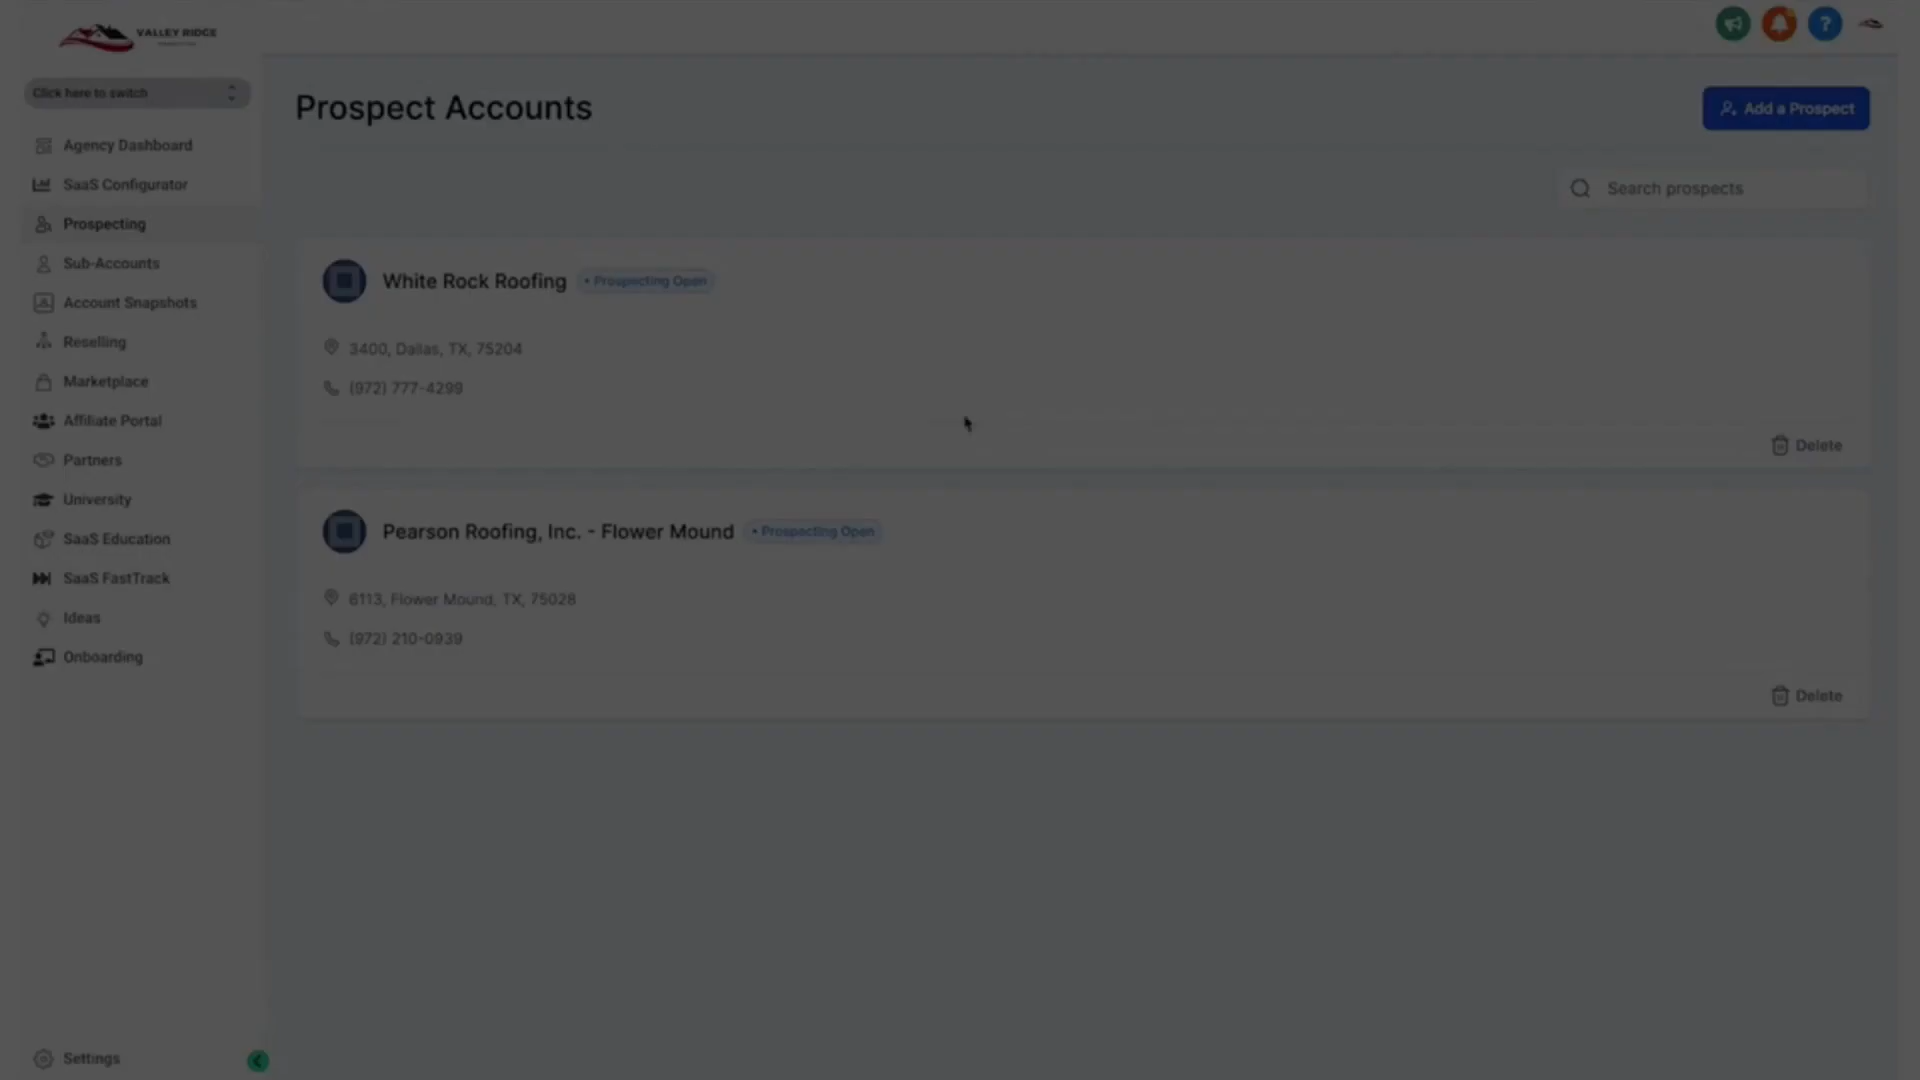 VALLEY RIDGE
Click here to switch
Agency Dashboard
SaaS Configurator
Prospecting
Sub-Accounts
Account Snapshots
Reselling
Marketplace
Affiliate Portal
Partners
University
SaaS Education
SaaS FastTrack
Ideas
Onboarding
Settings
?
Prospect Accounts
Add a Prospect
Search prospects
White Rock Roofing • Prospecting Open
3400, Dallas, TX, 75204
(972) 777-4299
Delete
Pearson Roofing, Inc. - Flower Mound • Prospecting Open
6113, Flower Mound, TX, 75028
(972) 210-0939
Delete